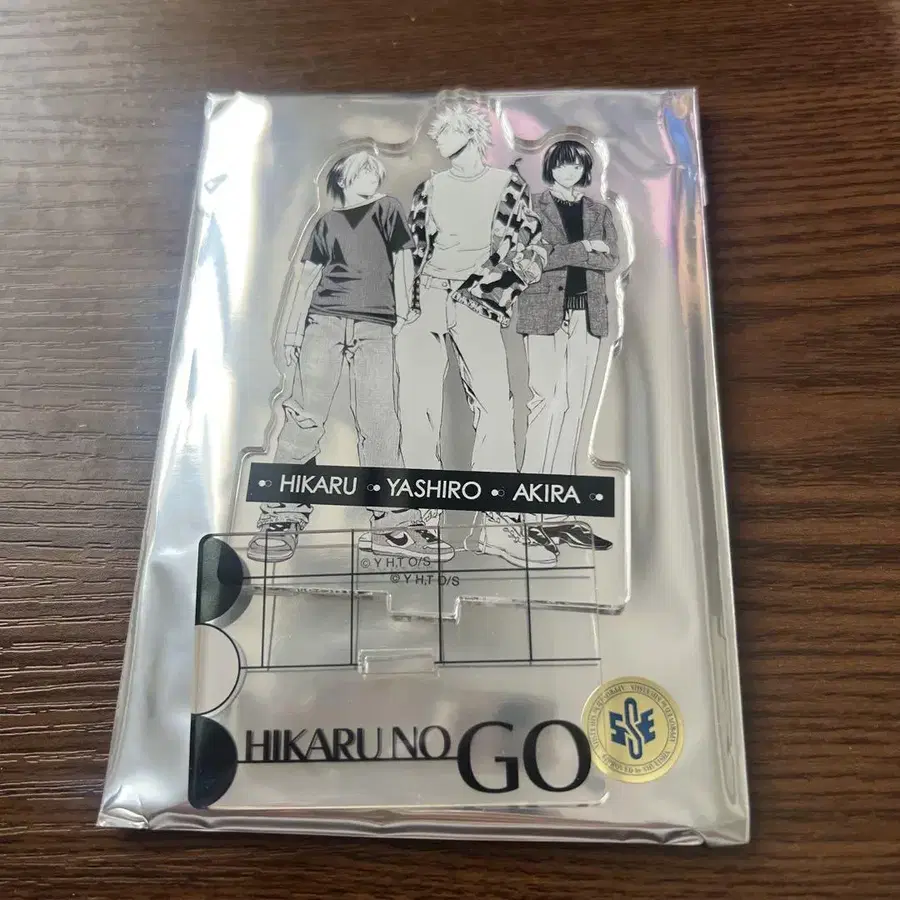 HIKARU YASHIRO AKIRA
© Y H,T O/S
© Y H,T O/S
HIKARU NO GO